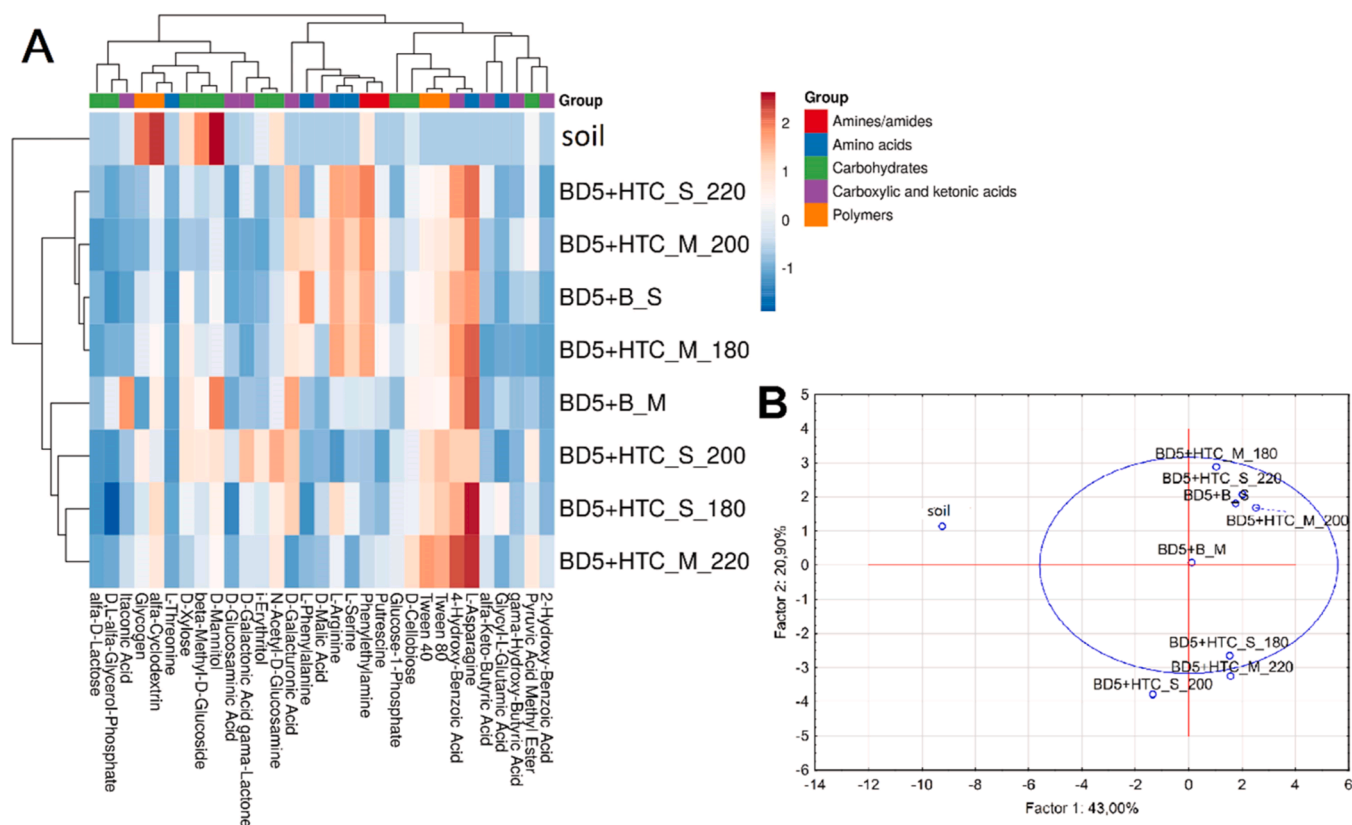 A
Group
soil
BD5+HTC_S_220
BD5+HTC_M_200
BD5+B_S
BD5+HTC_M_180
BD5+B_M
BD5+HTC_S_200
BD5+HTC_S_180
BD5+HTC_M_220
2
1
0
-1
Group
Amines/amides
Amino acids
Carbohydrates
Carboxylic and ketonic acids
Polymers
alfa-D-Lactose
D,L-alfa-Glycerol-Phosphate
Itaconic Acid
Glycogen
alfa-Cyclodextrin
L-Threonine
D-Xylose
beta-Methyl-D-Glucoside
D-Mannitol
D-Glucosaminic Acid
D-Galactonic Acid gamma-Lactone
i-Erythritol
N-Acetyl-D-Glucosamine
D-Galacturonic Acid
L-Phenylalanine
D-Malic Acid
L-Arginine
L-Serine
Phenylethylamine
Putrescine
Glucose-1-Phosphate
D-Cellobiose
Tween 40
Tween 80
4-Hydroxy-Benzoic Acid
L-Asparagine
alfa-Keto-Butyric Acid
Glycyl-L-Glutamic Acid
gama-Hydroxy-Butyric Acid
Pyruvic Acid Methyl Ester
2-Hydroxy-Benzoic Acid
B
Factor 2: 20,90%
5
4
3
2
1
0
-1
-2
-3
-4
-5
-6
BD5+HTC_M_180
BD5+HTC_S_220
BD5+B_S
BD5+HTC_M_200
soil
BD5+B_M
BD5+HTC_S_180
BD5+HTC_M_220
BD5+HTC_S_200
-14
-12
-10
-8
-6
-4
-2
0
2
4
6
Factor 1: 43,00%